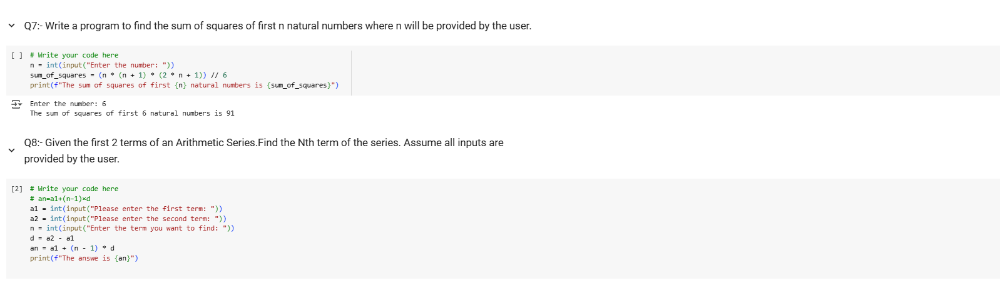 Q7:- Write a program to find the sum of squares of first n natural numbers where n will be provided by the user.
[ ] # Write your code here
n = int(input("Enter the number: "))
sum_of_squares = (n * (n + 1) * (2 * n + 1)) // 6
print(f"The sum of squares of first {n} natural numbers is {sum_of_squares}")
Enter the number: 6
The sum of squares of first 6 natural numbers is 91
Q8:- Given the first 2 terms of an Arithmetic Series.Find the Nth term of the series. Assume all inputs are
provided by the user.
[2] # Write your code here
# an=a1+(n−1)×d
a1 = int(input("Please enter the first term: "))
a2 = int(input("Please enter the second term: "))
n = int(input("Enter the term you want to find: "))
d = a2 - a1
an = a1 + (n - 1) * d
print(f"The answe is {an}")